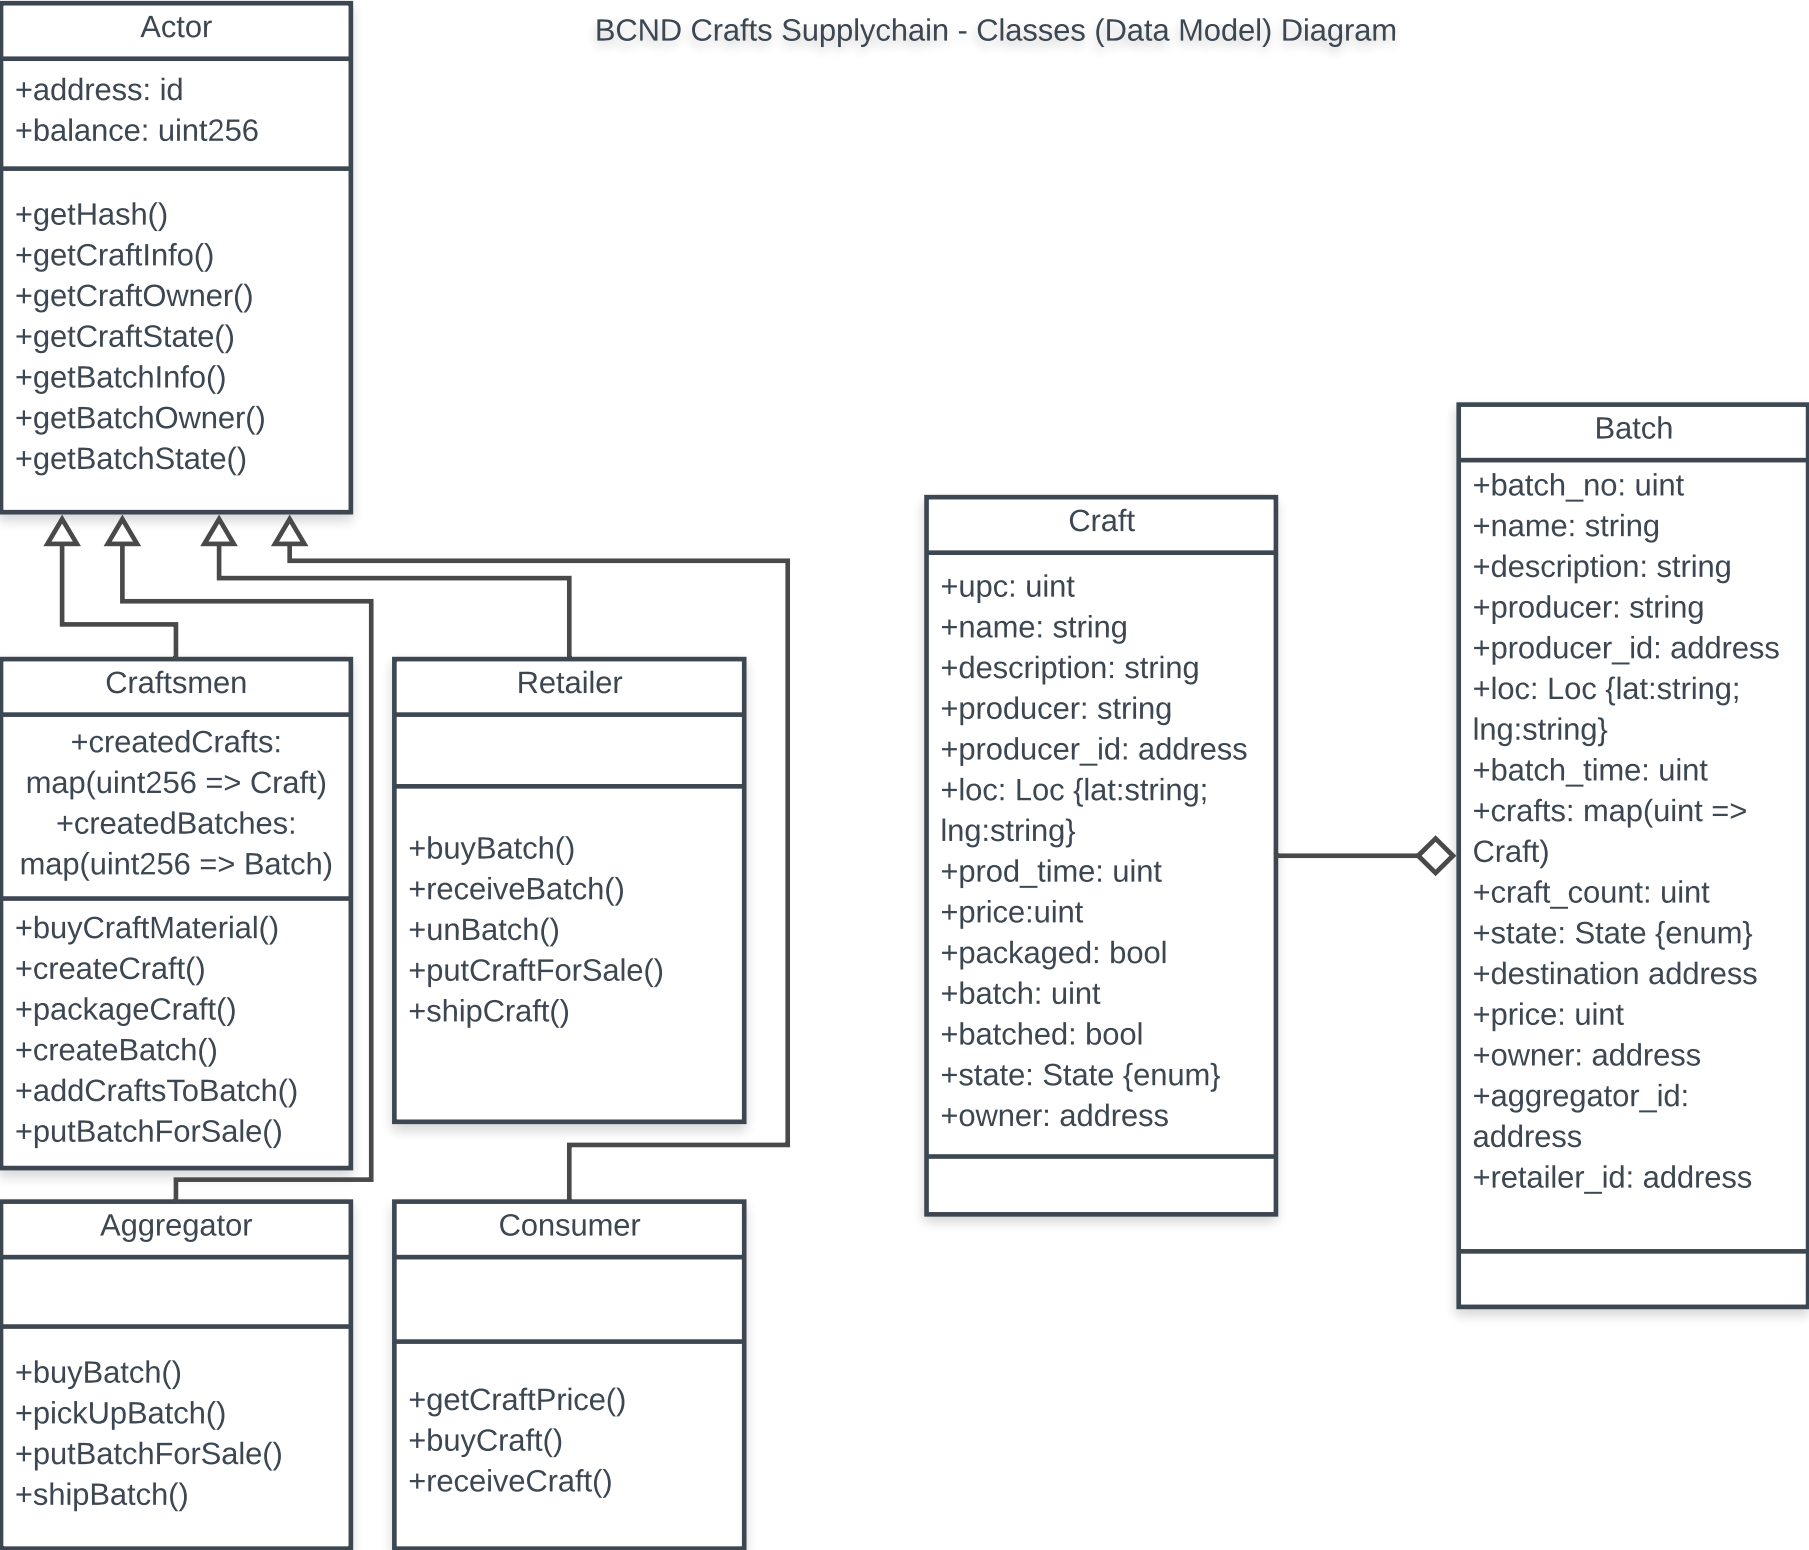 BCND Crafts Supplychain - Classes (Data Model) Diagram
Actor
+address: id
+balance: uint256
+getHash()
+getCraftInfo()
+getCraftOwner()
+getCraftState()
+getBatchInfo()
+getBatchOwner()
+getBatchState()
Craftsmen
+createdCrafts:
map(uint256 => Craft)
+createdBatches:
map(uint256 => Batch)
+buyCraftMaterial()
+createCraft()
+packageCraft()
+createBatch()
+addCraftsToBatch()
+putBatchForSale()
Retailer
+buyBatch()
+receiveBatch()
+unBatch()
+putCraftForSale()
+shipCraft()
Aggregator
+buyBatch()
+pickUpBatch()
+putBatchForSale()
+shipBatch()
Consumer
+getCraftPrice()
+buyCraft()
+receiveCraft()
Craft
+upc: uint
+name: string
+description: string
+producer: string
+producer_id: address
+loc: Loc {lat:string;
lng:string}
+prod_time: uint
+price:uint
+packaged: bool
+batch: uint
+batched: bool
+state: State {enum}
+owner: address
Batch
+batch_no: uint
+name: string
+description: string
+producer: string
+producer_id: address
+loc: Loc {lat:string;
lng:string}
+batch_time: uint
+crafts: map(uint =>
Craft)
+craft_count: uint
+state: State {enum}
+destination address
+price: uint
+owner: address
+aggregator_id:
address
+retailer_id: address